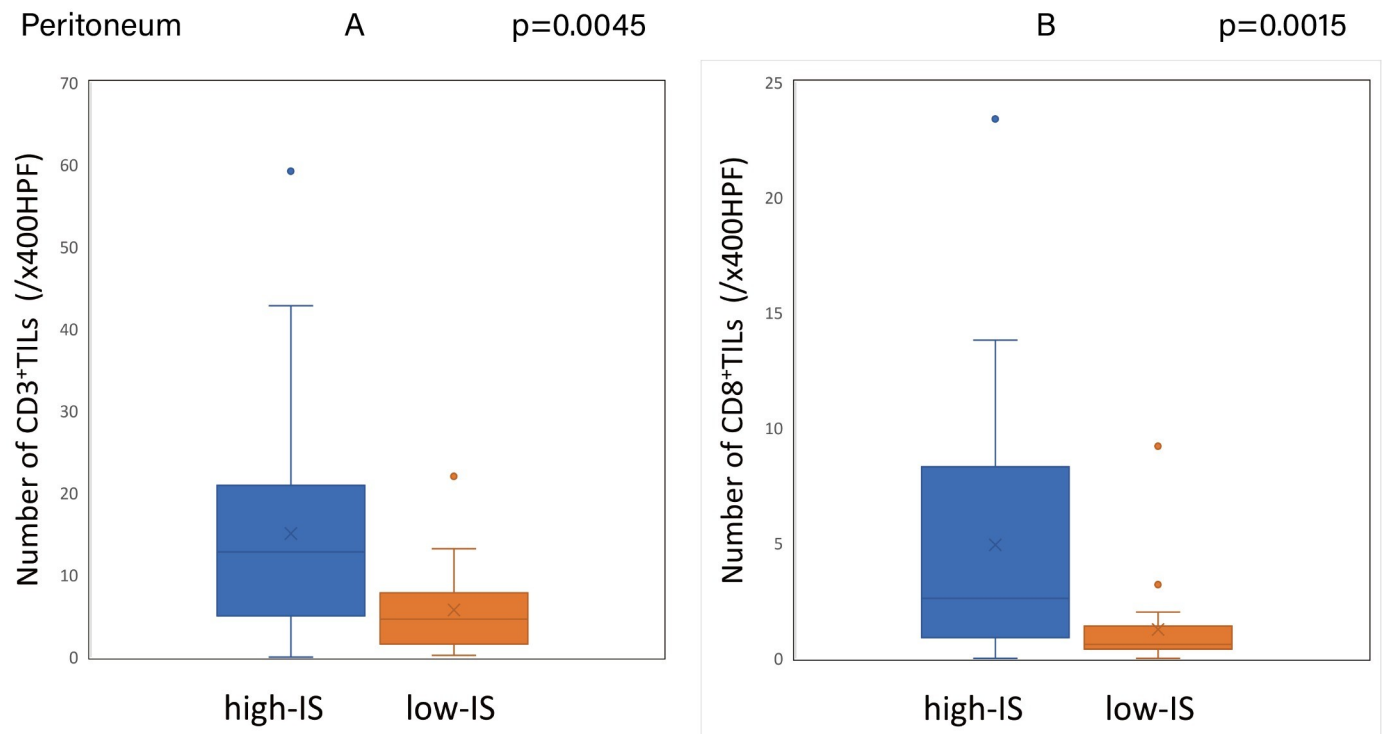 Peritoneum A p=0.0045
Number of CD3⁺TILs (/x400HPF)
70
60
50
40
30
20
10
0
high-IS low-IS
B p=0.0015
Number of CD8⁺TILs (/x400HPF)
25
20
15
10
5
0
high-IS low-IS